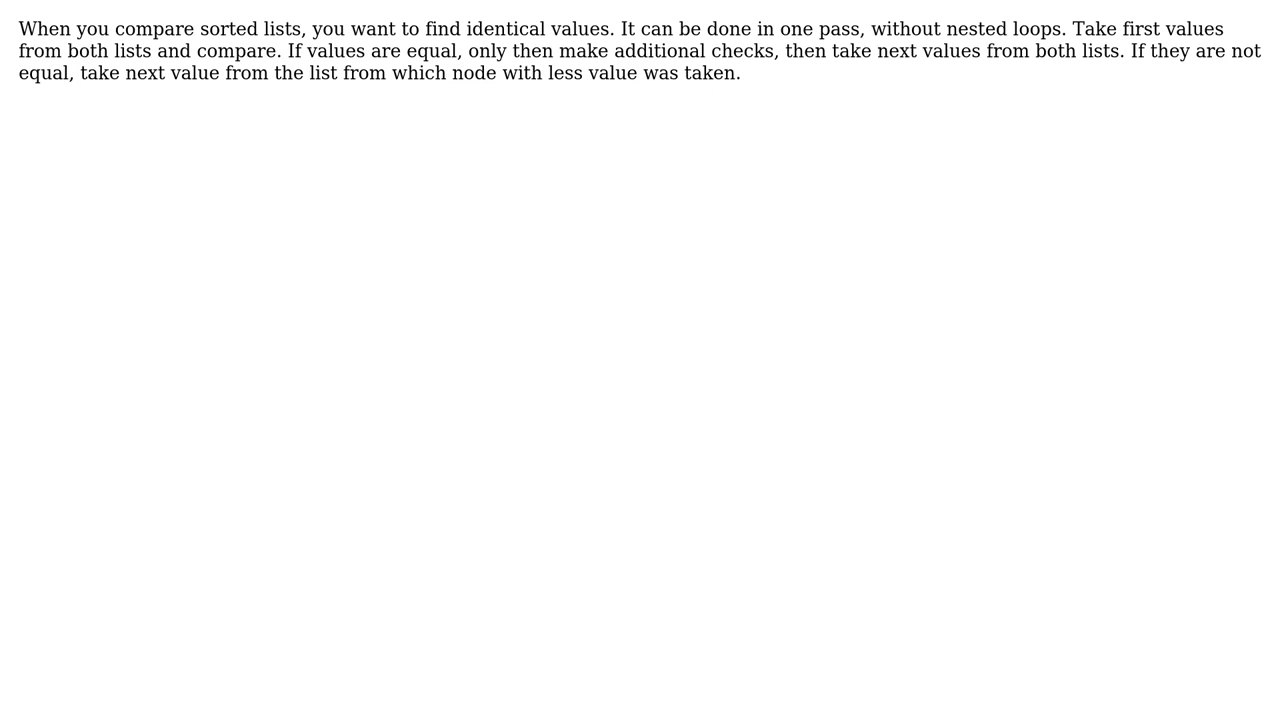 When you compare sorted lists, you want to find identical values. It can be done in one pass, without nested loops. Take first values
from both lists and compare. If values are equal, only then make additional checks, then take next values from both lists. If they are not
equal, take next value from the list from which node with less value was taken.